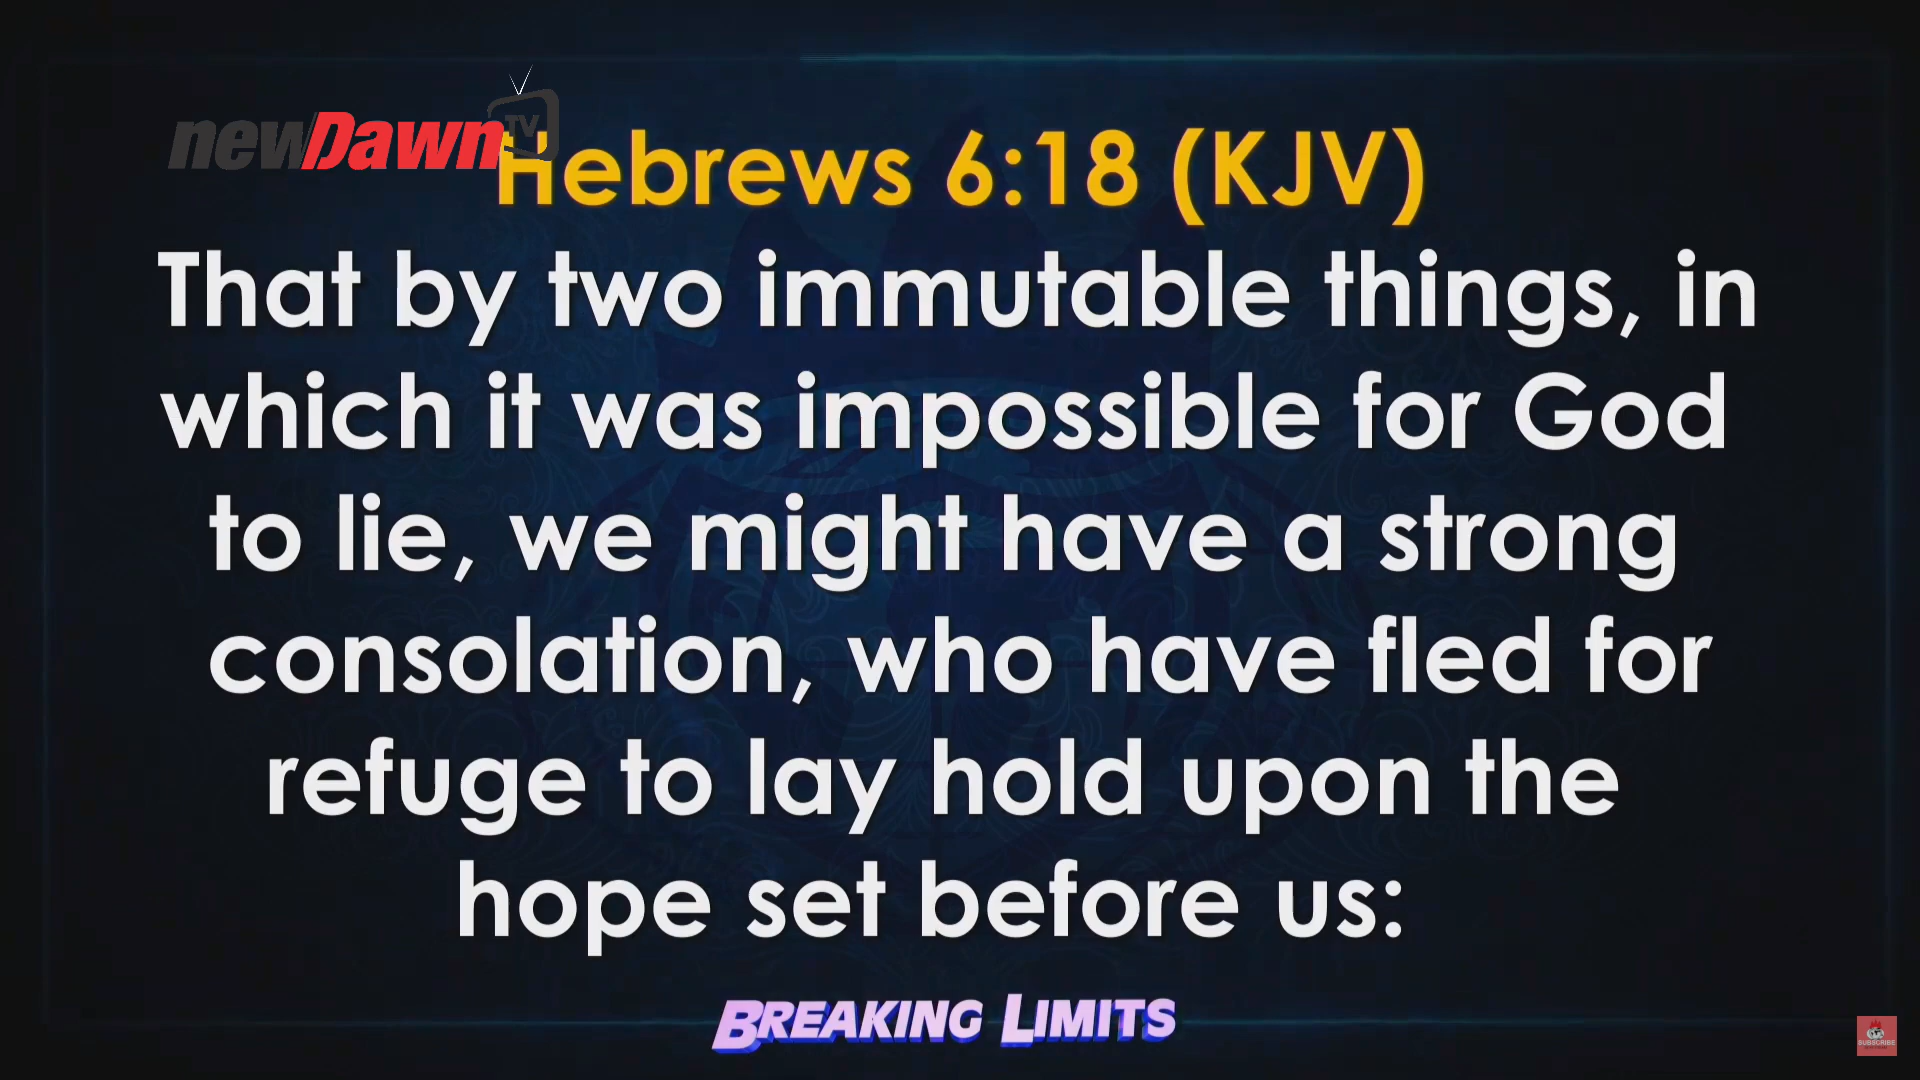 newDawn TV
Hebrews 6:18 (KJV)
That by two immutable things, in
which it was impossible for God
to lie, we might have a strong
consolation, who have fled for
refuge to lay hold upon the
hope set before us:
BREAKING LIMITS
SUBSCRIBE